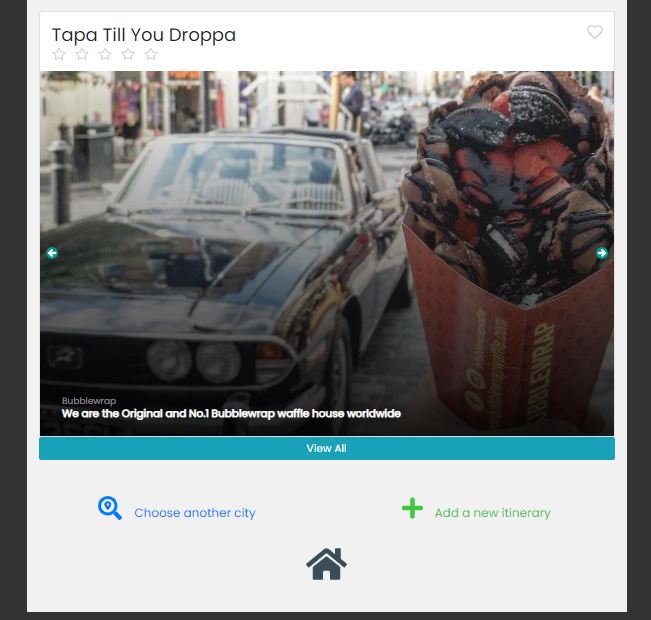 Tapa Till You Droppa
Bubblewrap
We are the Original and No.1 Bubblewrap waffle house worldwide
BUBBLEWRAP
View All
Choose another city
Add a new itinerary